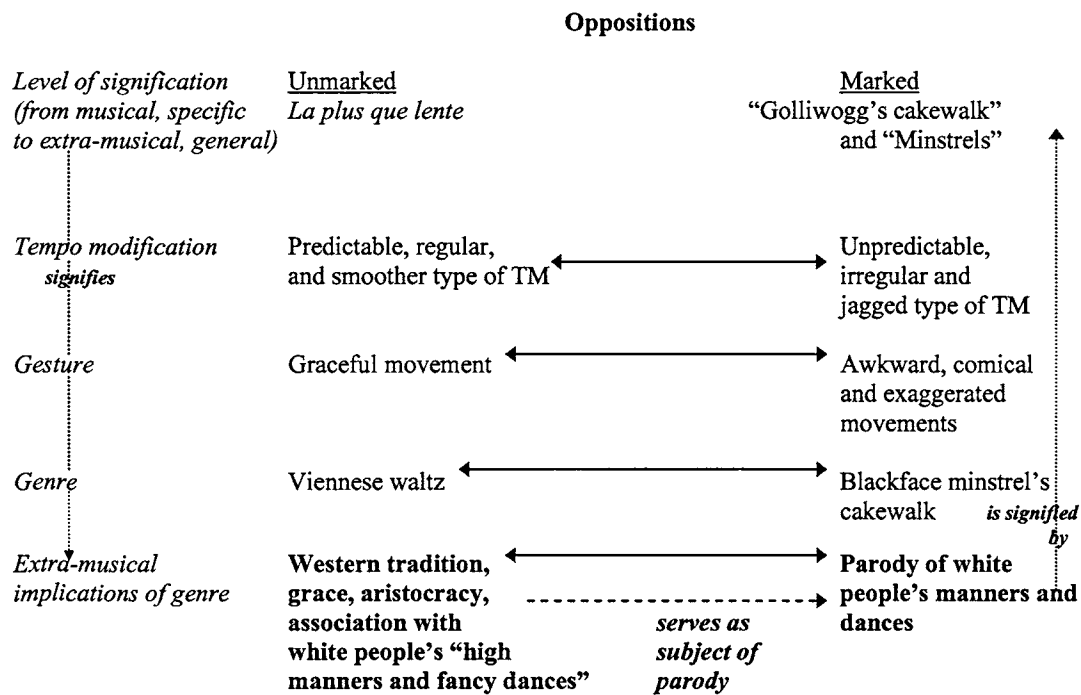 Oppositions
Level of signification
(from musical, specific
to extra-musical, general)
Unmarked
La plus que lente
Marked
“Golliwogg’s cakewalk”
and “Minstrels”
Tempo modification
signifies
Predictable, regular,
and smoother type of TM
Unpredictable,
irregular and
jagged type of TM
Gesture
Graceful movement
Awkward, comical
and exaggerated
movements
Genre
Viennese waltz
Blackface minstrel’s
cakewalk
is signified
by
Extra-musical
implications of genre
Western tradition,
grace, aristocracy,
association with
white people’s “high
manners and fancy dances”
serves as
subject of
parody
Parody of white
people’s manners and
dances